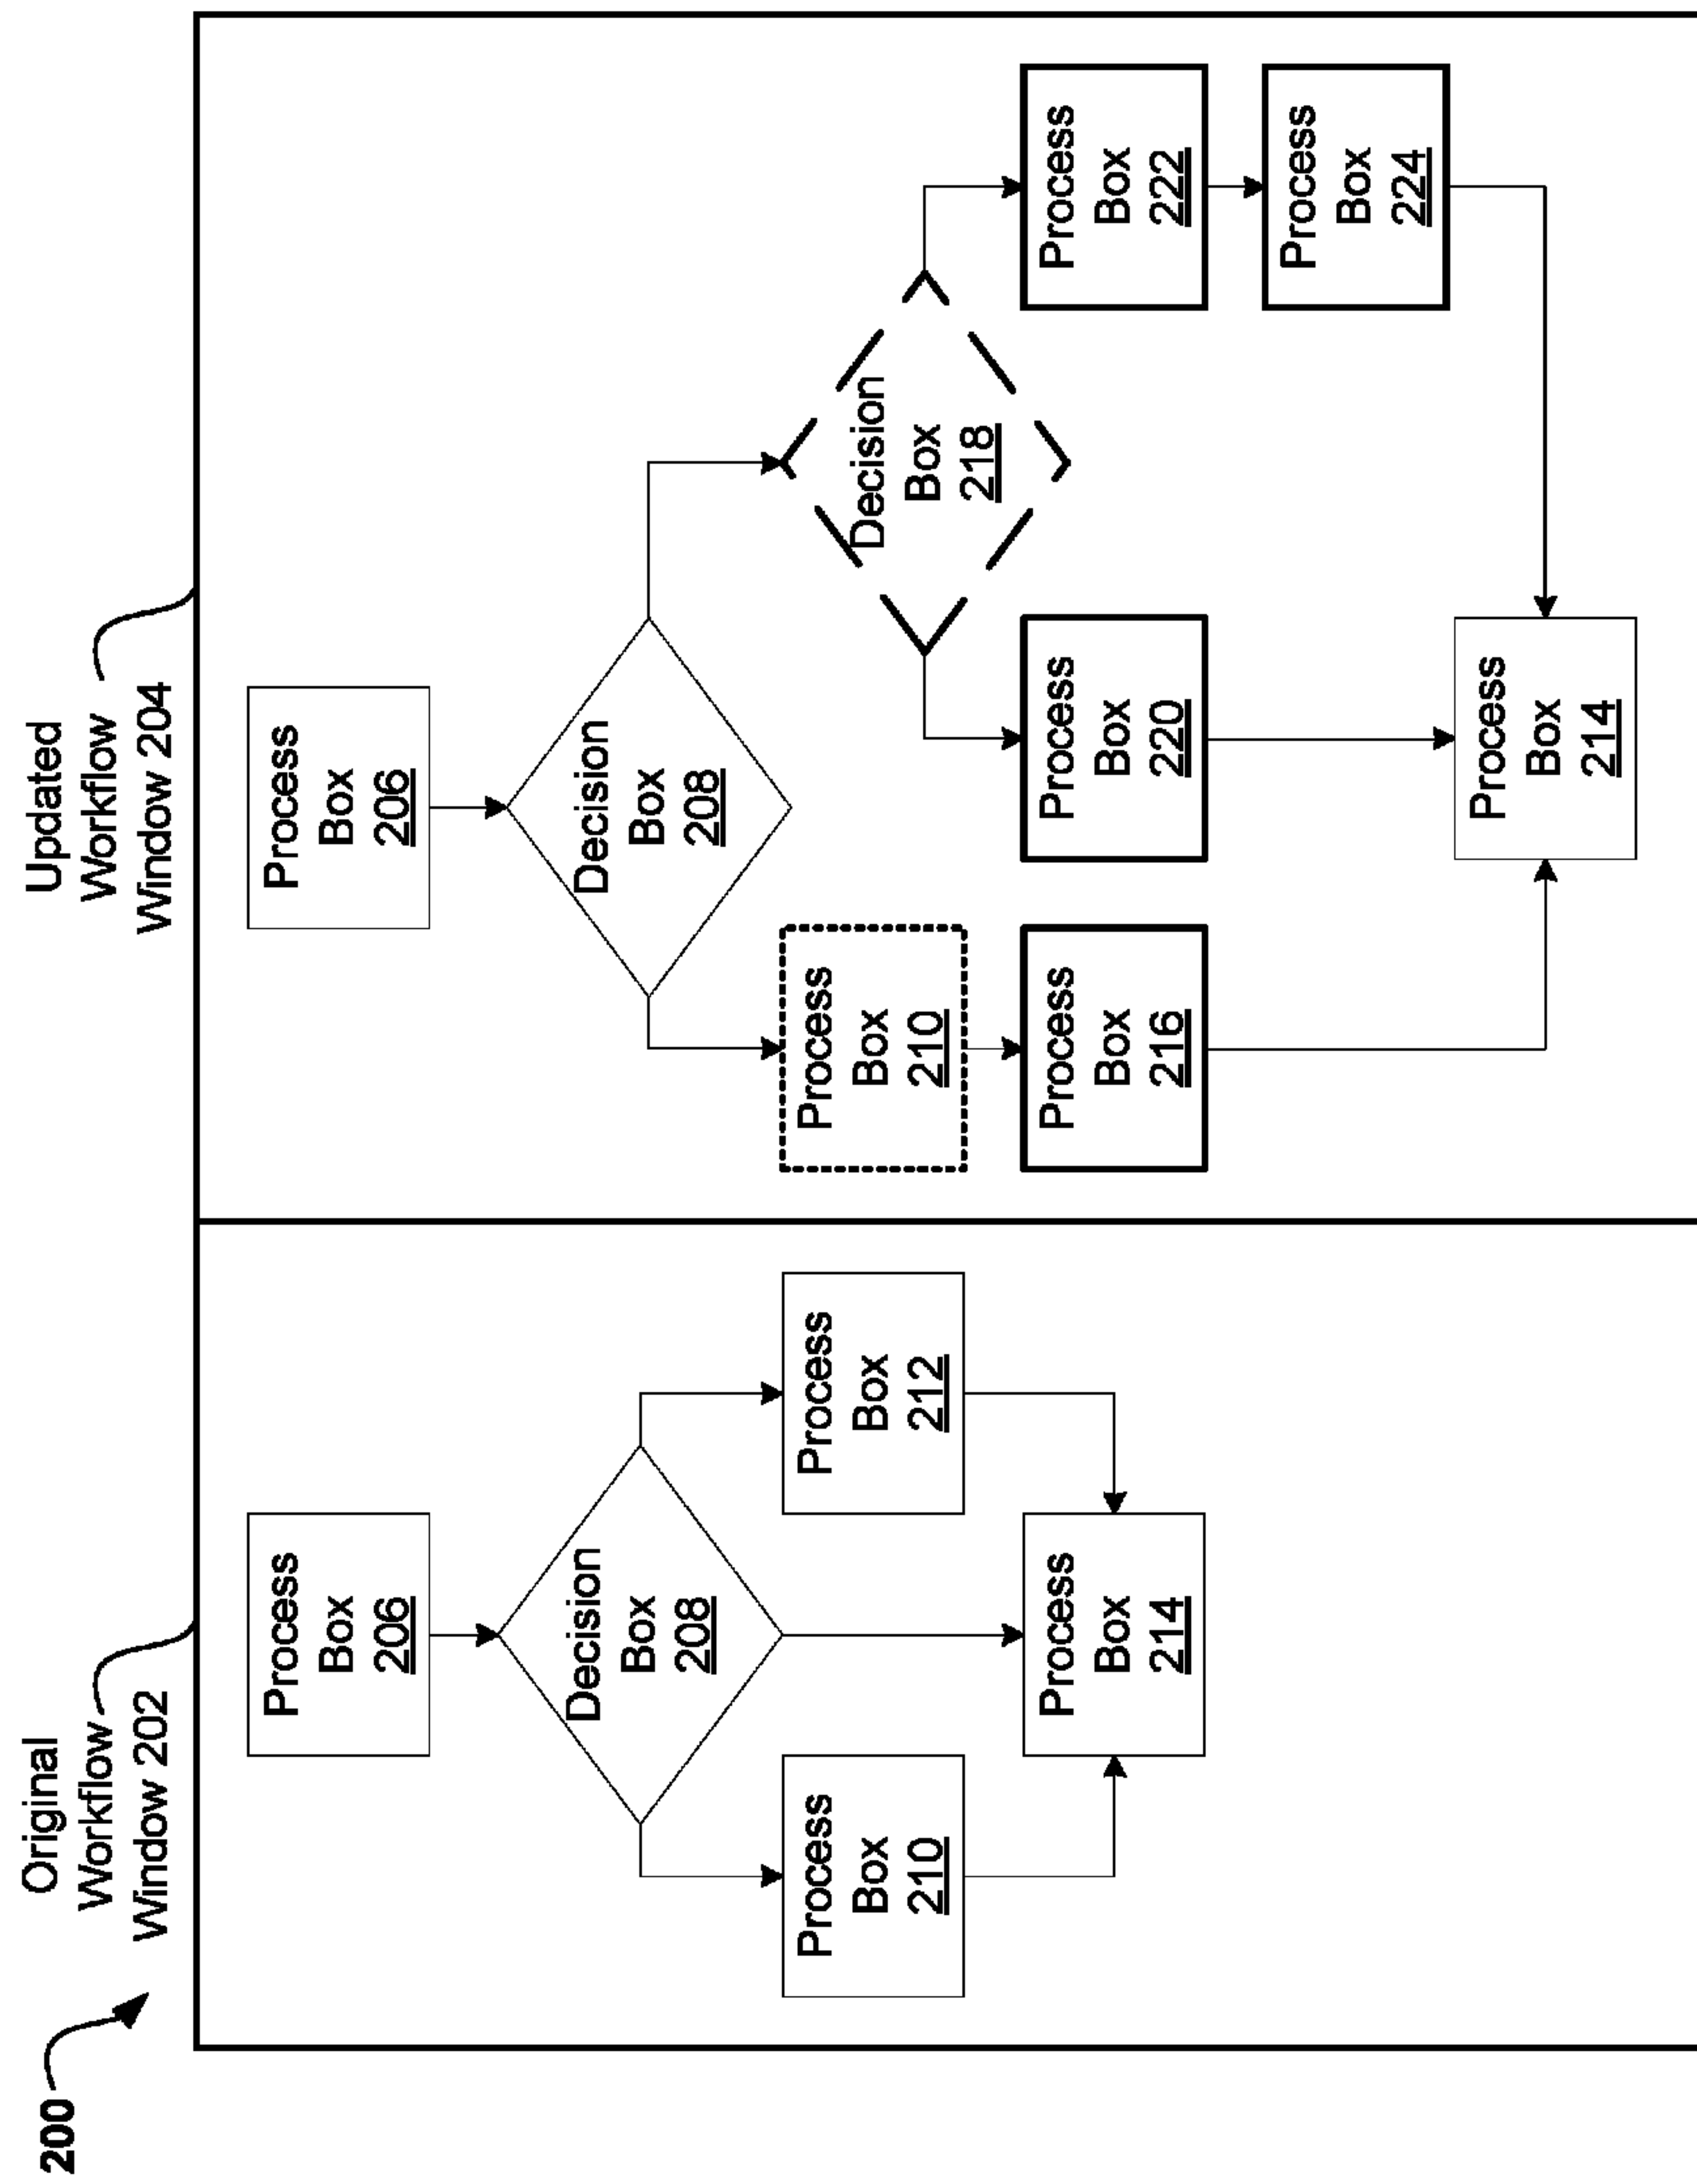 200
Original
Workflow
Window 202
Updated
Workflow
Window 204
Process
Box
206
Decision
Box
208
Process
Box
210
Process
Box
212
Process
Box
214
Process
Box
206
Decision
Box
208
Process
Box
210
Decision
Box
218
Process
Box
216
Process
Box
220
Process
Box
222
Process
Box
224
Process
Box
214